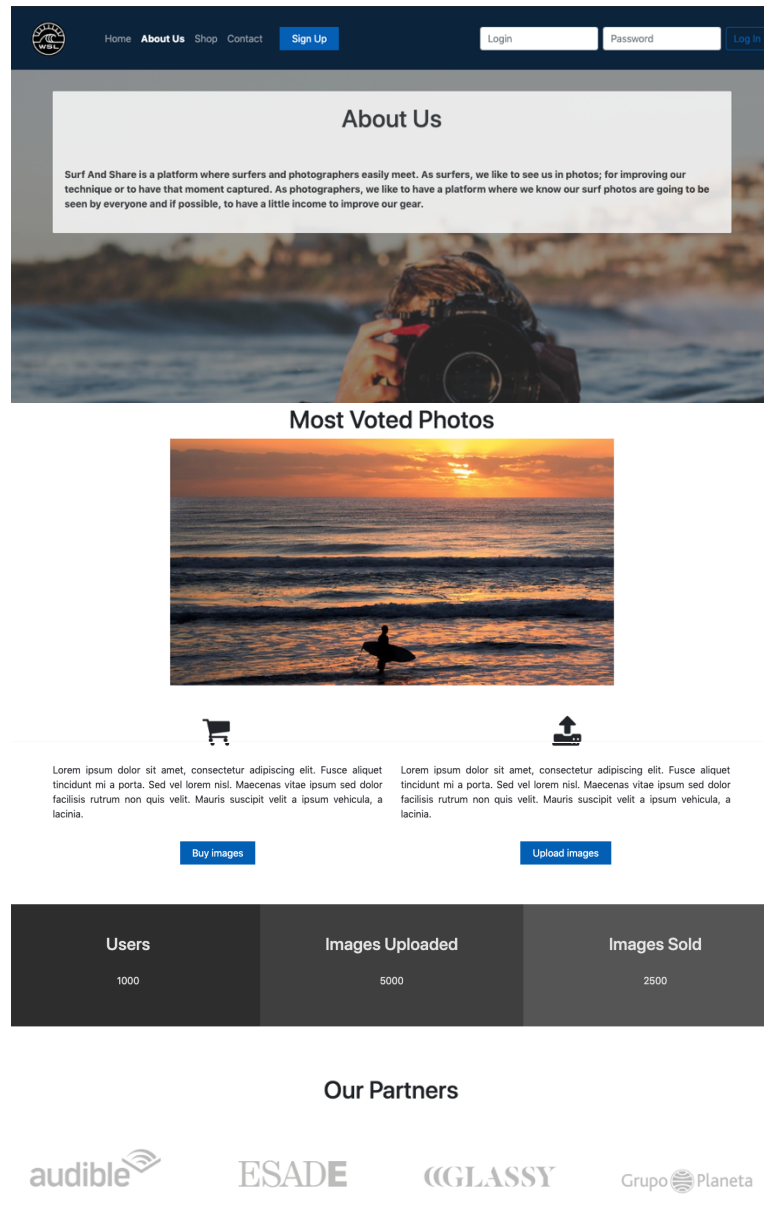 WSL
Home About Us Shop Contact Sign Up Login Password Log In
About Us
Surf And Share is a platform where surfers and photographers easily meet. As surfers, we like to see us in photos; for improving our
technique or to have that moment captured. As photographers, we like to have a platform where we know our surf photos are going to be
seen by everyone and if possible, to have a little income to improve our gear.
Most Voted Photos
Lorem ipsum dolor sit amet, consectetur adipiscing elit. Fusce aliquet
tincidunt mi a porta. Sed vel lorem nisl. Maecenas vitae ipsum sed dolor
facilisis rutrum non quis velit. Mauris suscipit velit a ipsum vehicula, a
lacinia.
Buy images
Lorem ipsum dolor sit amet, consectetur adipiscing elit. Fusce aliquet
tincidunt mi a porta. Sed vel lorem nisl. Maecenas vitae ipsum sed dolor
facilisis rutrum non quis velit. Mauris suscipit velit a ipsum vehicula, a
lacinia.
Upload images
Users
1000
Images Uploaded
5000
Images Sold
2500
Our Partners
audible
ESADE
GLASSY
Grupo Planeta